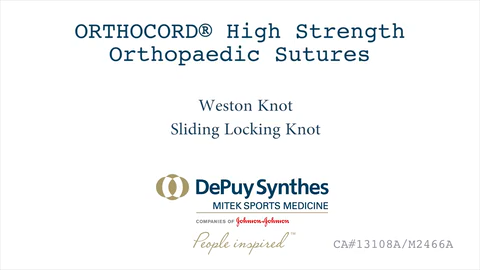 ORTHOCORD® High Strength
Orthopaedic Sutures
Weston Knot
Sliding Locking Knot
DePuy Synthes
MITEK SPORTS MEDICINE
COMPANIES OF Johnson & Johnson
People inspired™
CA#13108A/M2466A